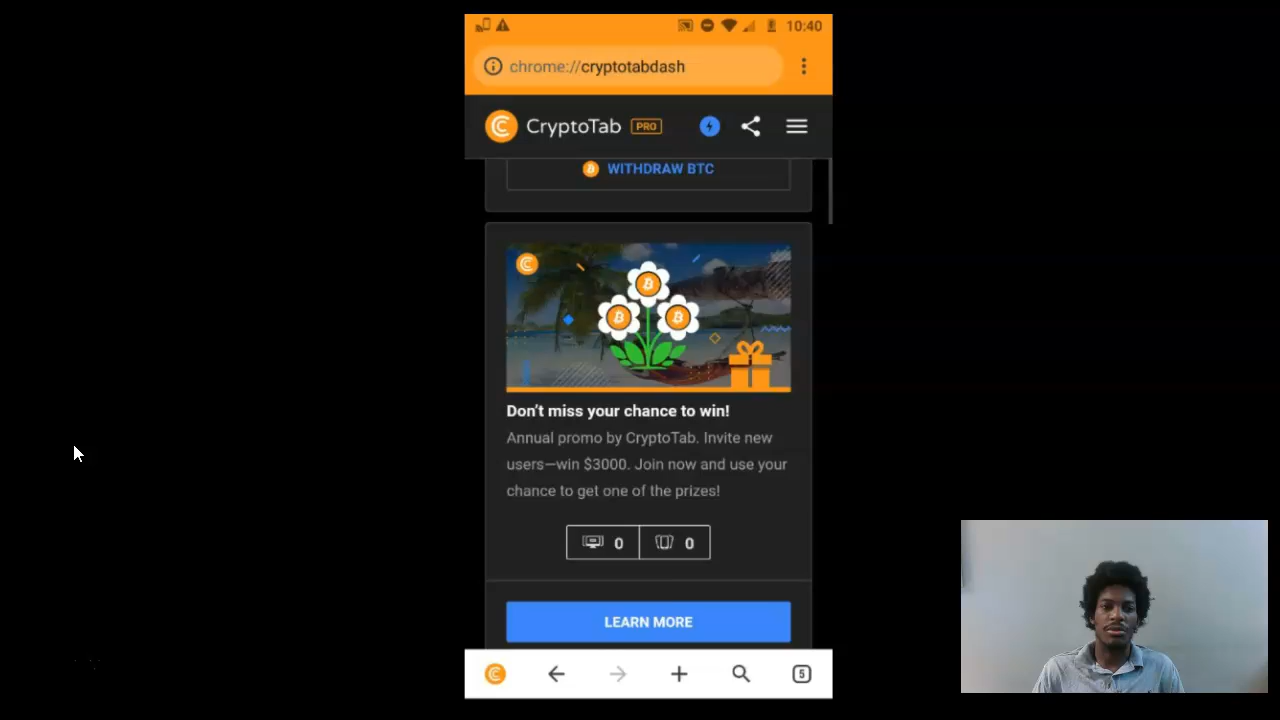 10:40
chrome://cryptotabdash
CryptoTab PRO
WITHDRAW BTC
Don't miss your chance to win!
Annual promo by CryptoTab. Invite new
users—win $3000. Join now and use your
chance to get one of the prizes!
0 0
LEARN MORE
5